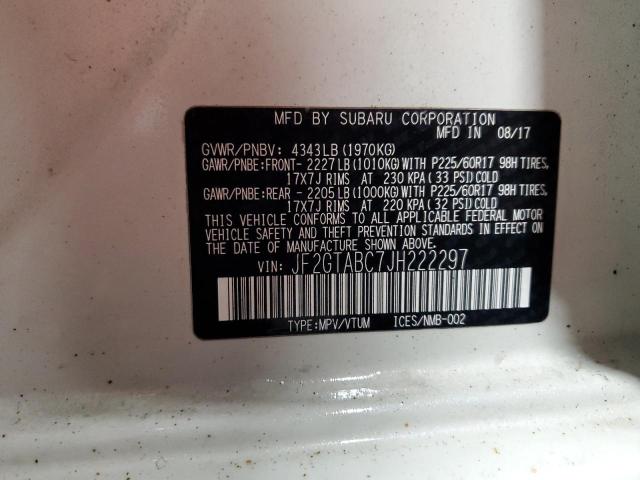 MFD BY SUBARU CORPORATION
MFD IN 08/17
GVWR/PNBV: 4343LB(1970KG)
GAWR/PNBE:FRONT- 2227LB(1010KG)WITH P225/60R17 98H TIRES,
17X7J RIMS AT 230 KPA(33 PSI)COLD
GAWR/PNBE:REAR - 2205LB(1000KG)WITH P225/60R17 98H TIRES,
17X7J RIMS AT 220 KPA(32 PSI)COLD
THIS VEHICLE CONFORMS TO ALL APPLICABLE FEDERAL MOTOR
VEHICLE SAFETY AND THEFT PREVENTION STANDARDS IN EFFECT ON
THE DATE OF MANUFACTURE SHOWN ABOVE.
VIN: JF2GTABC7JH222297
TYPE:MPV/VTUM ICES/NMB-002